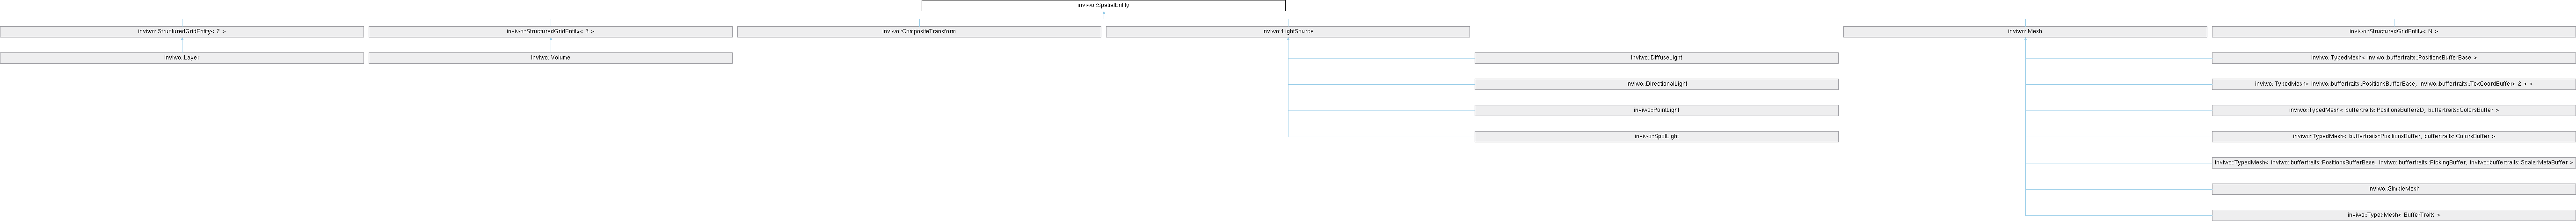 inviwo::SpatialEntity
inviwo::StructuredGridEntity< 2 >
inviwo::StructuredGridEntity< 3 >
inviwo::CompositeTransform
inviwo::LightSource
inviwo::Mesh
inviwo::StructuredGridEntity< N >
inviwo::Layer
inviwo::Volume
inviwo::DiffuseLight
inviwo::TypedMesh< inviwo::buffertraits::PositionsBufferBase >
inviwo::DirectionalLight
inviwo::TypedMesh< inviwo::buffertraits::PositionsBufferBase, inviwo::buffertraits::TexCoordBuffer< 2 > >
inviwo::PointLight
inviwo::TypedMesh< buffertraits::PositionsBuffer2D, buffertraits::ColorsBuffer >
inviwo::SpotLight
inviwo::TypedMesh< buffertraits::PositionsBuffer, buffertraits::ColorsBuffer >
inviwo::TypedMesh< inviwo::buffertraits::PositionsBufferBase, inviwo::buffertraits::PickingBuffer, inviwo::buffertraits::ScalarMetaBuffer >
inviwo::SimpleMesh
inviwo::TypedMesh< BufferTraits >